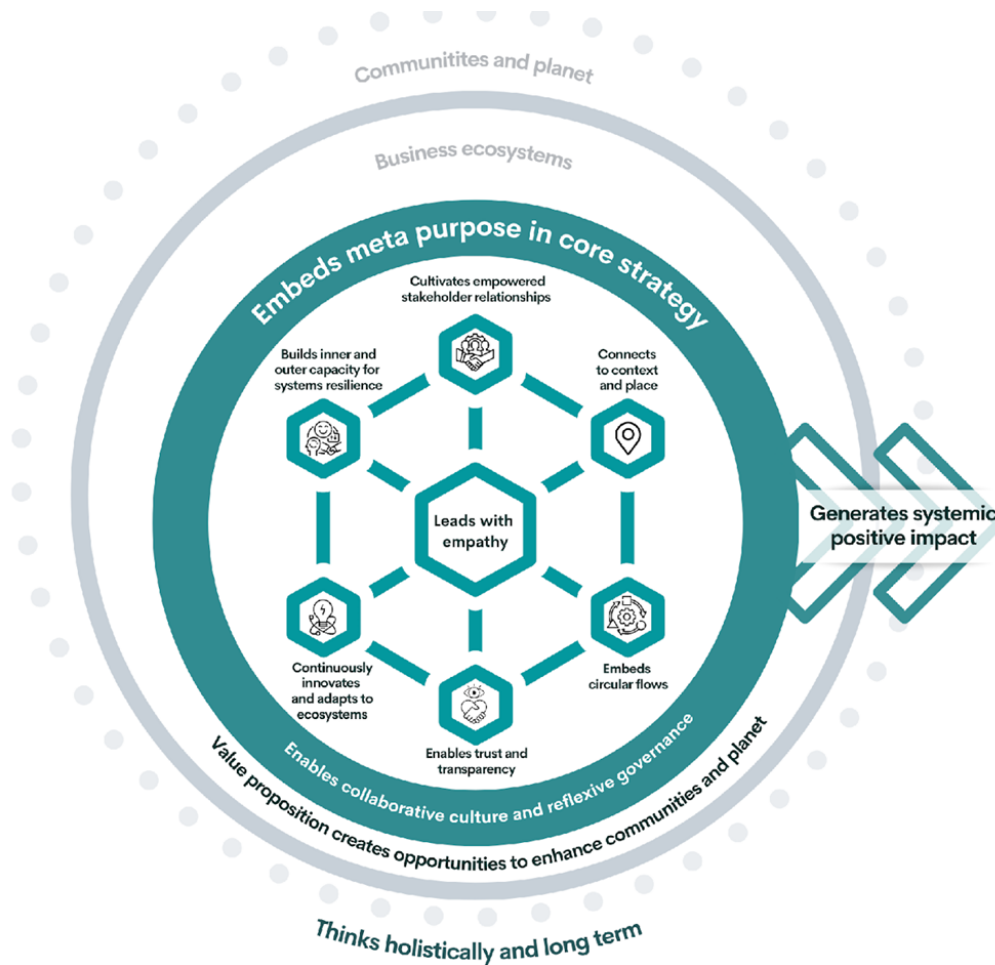 Communitites and planet
Business ecosystems
Embeds meta purpose in core strategy
Cultivates empowered
stakeholder relationships
Builds inner and
outer capacity for
systems resilience
Connects
to context
and place
Leads with
empathy
Generates systemic
positive impact
Continuously
innovates
and adapts to
ecosystems
Embeds
circular flows
Enables trust and
transparency
Enables collaborative culture and reflexive governance
Value proposition creates opportunities to enhance communities and planet
Thinks holistically and long term